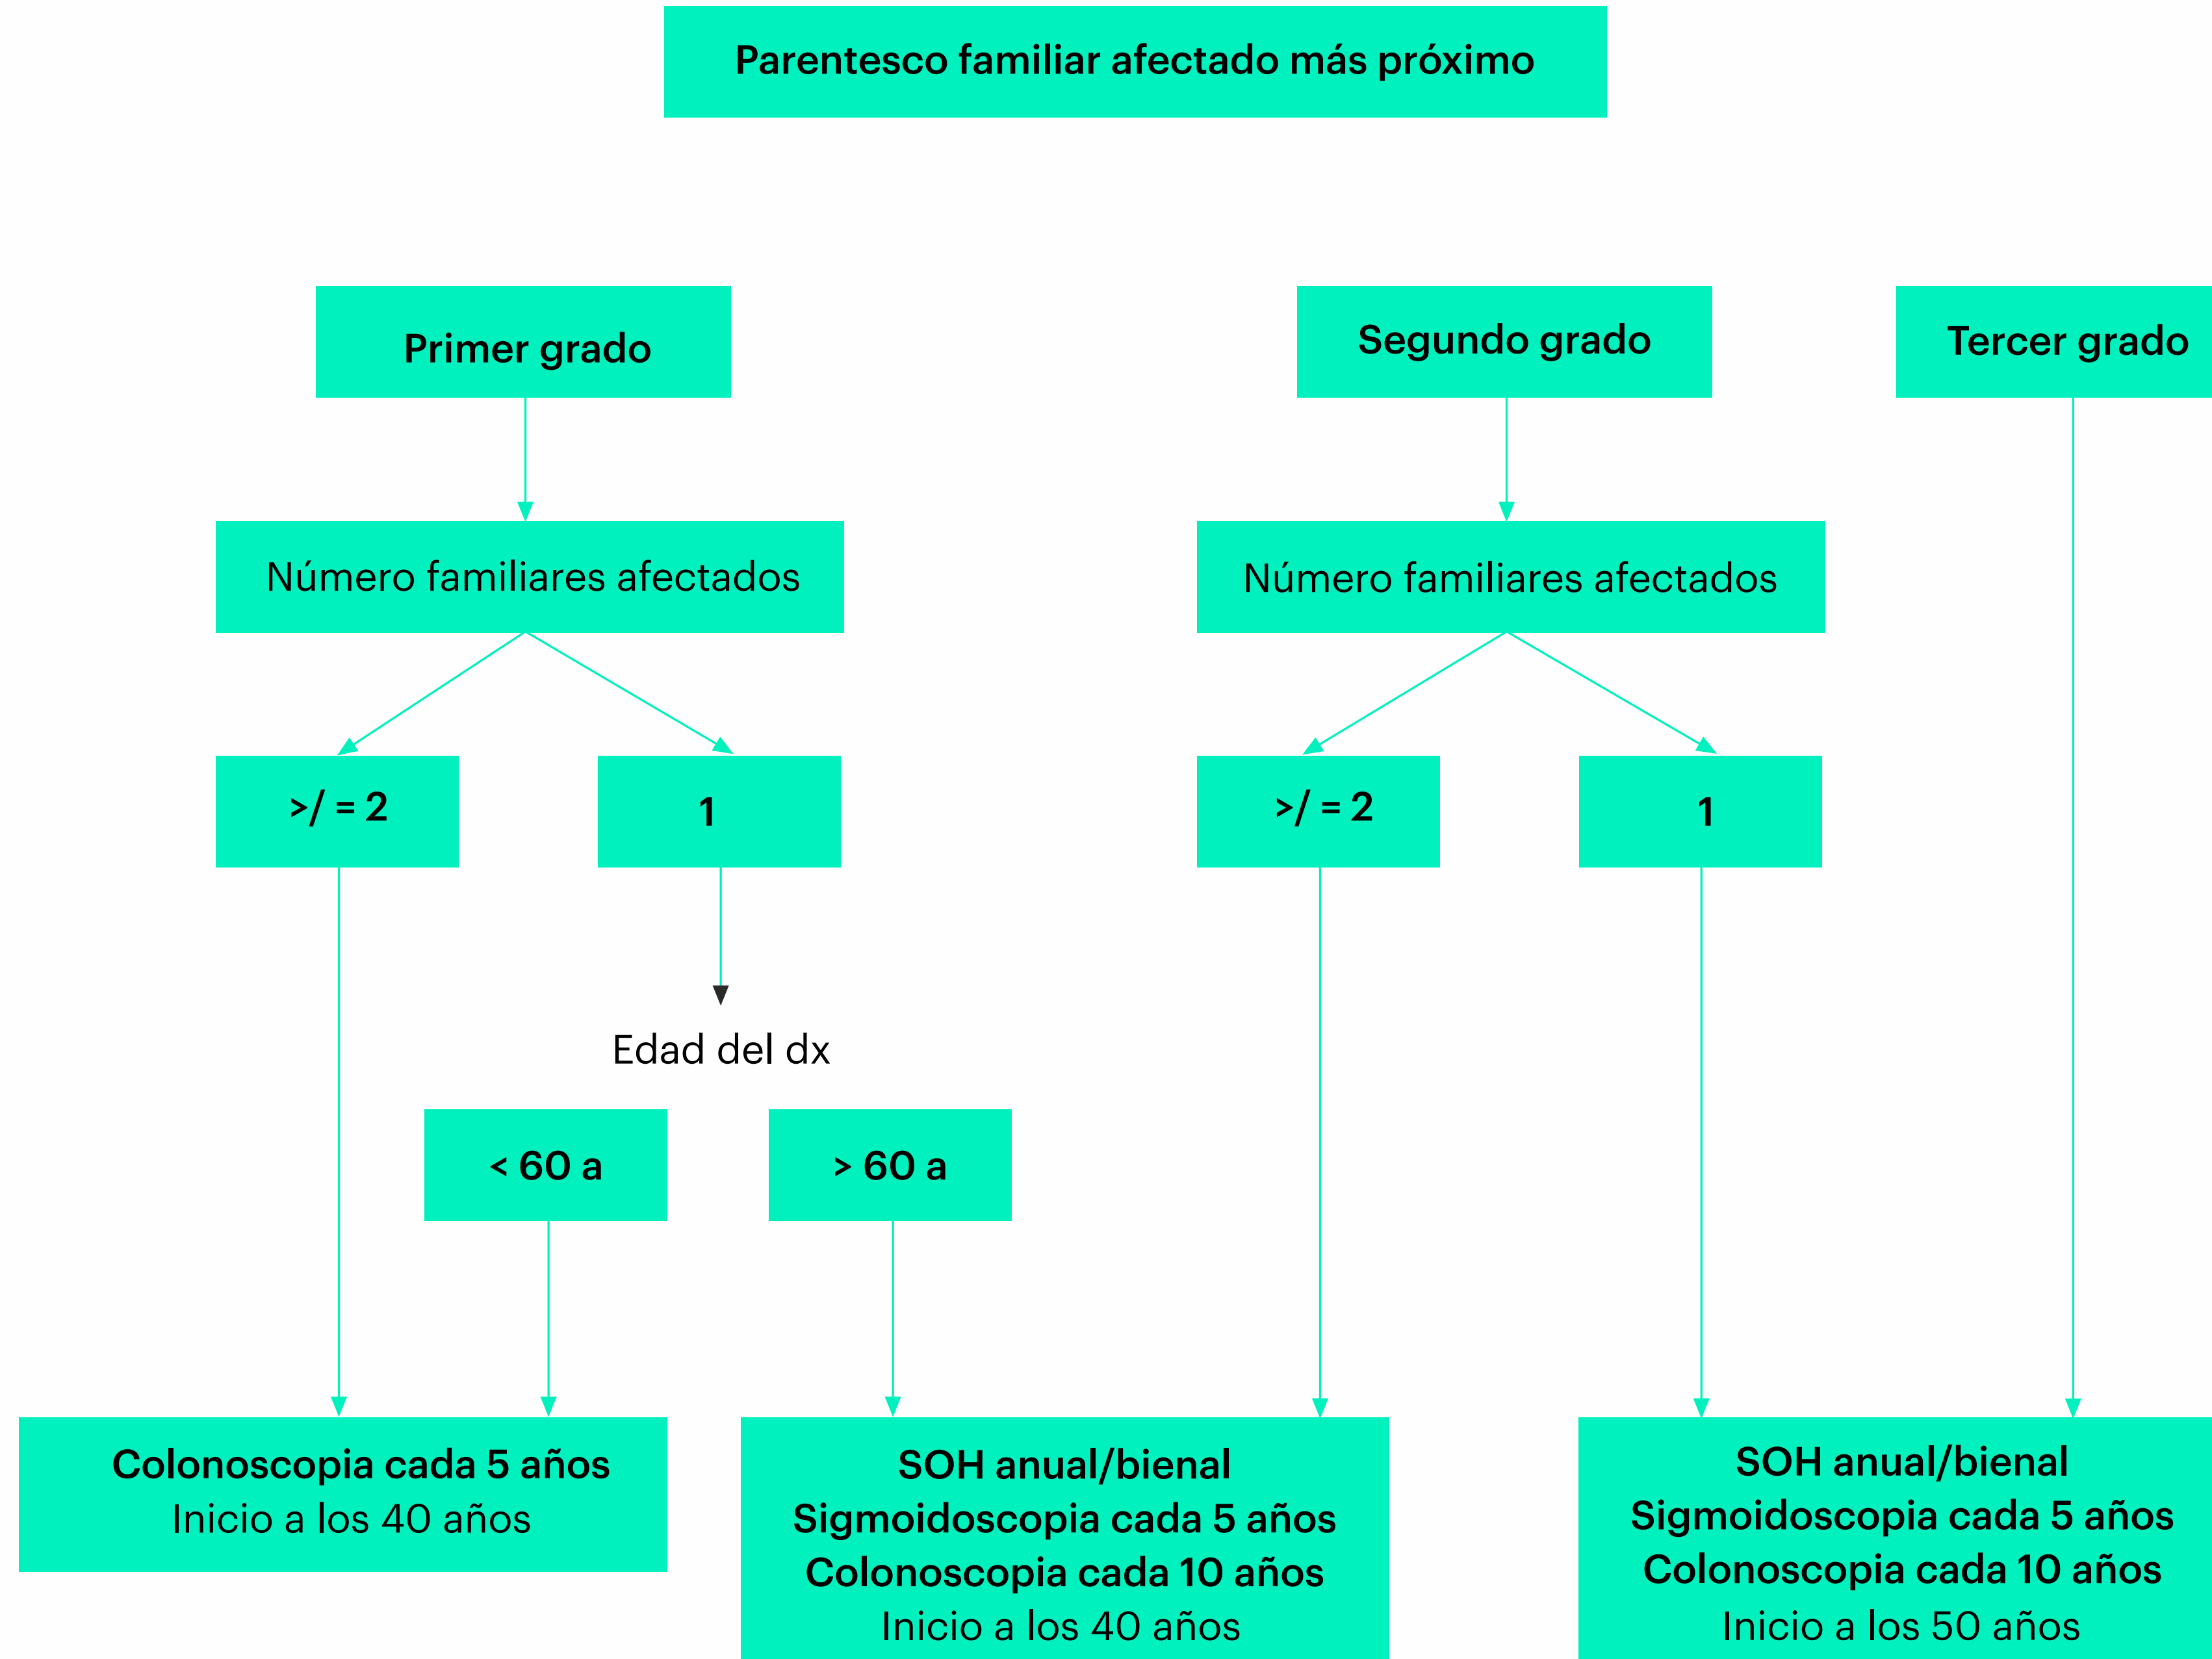 Parentesco familiar afectado más próximo
Primer grado
Segundo grado
Tercer grado
Número familiares afectados
Número familiares afectados
>/ = 2
1
>/ = 2
1
Edad del dx
< 60 a
> 60 a
Colonoscopia cada 5 años
Inicio a los 40 años
SOH anual/bienal
Sigmoidoscopia cada 5 años
Colonoscopia cada 10 años
Inicio a los 40 años
SOH anual/bienal
Sigmoidoscopia cada 5 años
Colonoscopia cada 10 años
Inicio a los 50 años